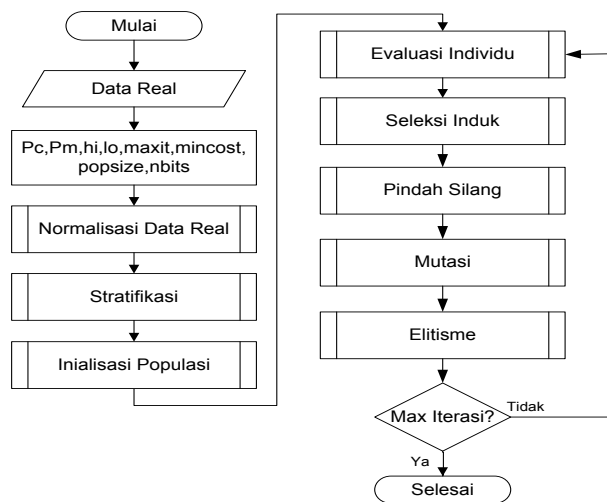 Mulai
Data Real
Pc,Pm,hi,lo,maxit,mincost,
popsize,nbits
Normalisasi Data Real
Stratifikasi
Inialisasi Populasi
Evaluasi Individu
Seleksi Induk
Pindah Silang
Mutasi
Elitisme
Max Iterasi?
Tidak
Ya
Selesai